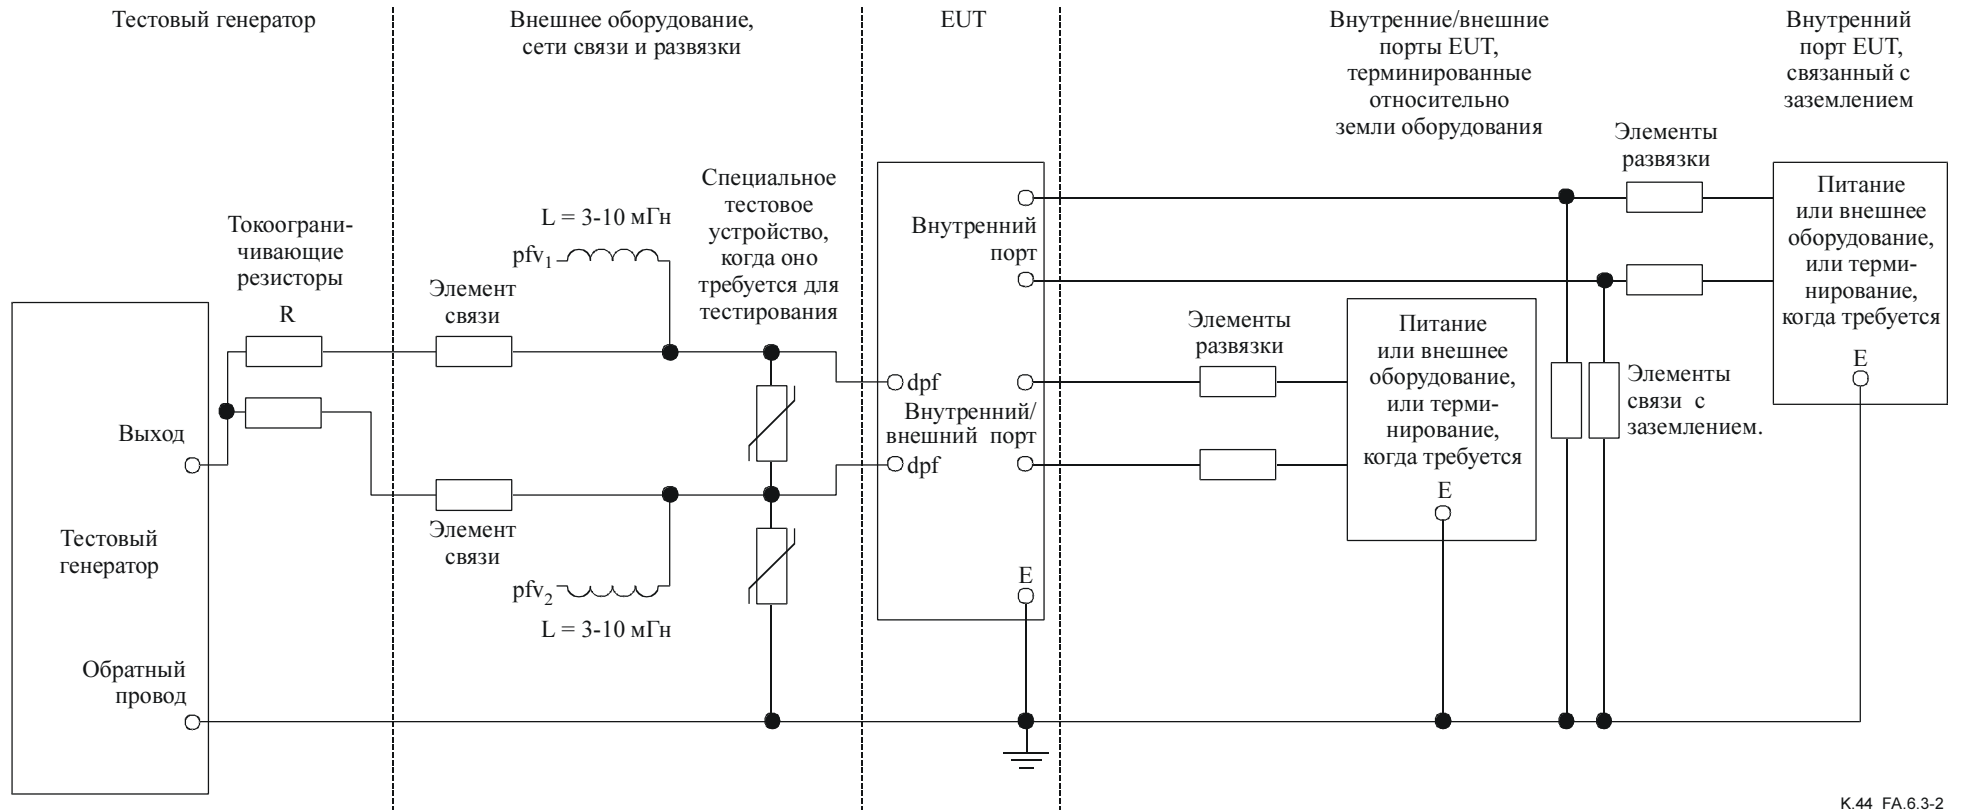 Тестовый генератор
Внешнее оборудование,
сети связи и развязки
EUT
Внутренние/внешние
порты EUT,
терминированные
относительно
земли оборудования
Внутренний
порт EUT,
связанный с
заземлением
Токоограни-
чивающие
резисторы
R
L = 3-10 мГн
pfv1
Элемент
связи
Специальное
тестовое
устройство,
когда оно
требуется для
тестирования
Внутренний
порт
Элементы
развязки
Питание
или внешнее
оборудование,
или терми-
нирование,
когда требуется
E
Элементы
развязки
Питание
или внешнее
оборудование,
или терми-
нирование,
когда требуется
E
Элементы
связи с
заземлением.
dpf
Внутренний/
внешний порт
dpf
E
Выход
Тестовый
генератор
Обратный
провод
Элемент
связи
pfv2
L = 3-10 мГн
K.44_FA.6.3-2